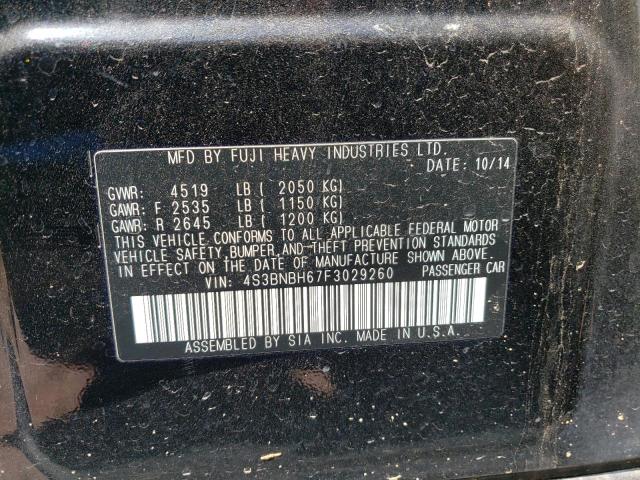 MFD BY FUJI HEAVY INDUSTRIES LTD.
DATE: 10/14
GVWR: 4519 LB ( 2050 KG)
GAWR: F 2535 LB ( 1150 KG)
GAWR: R 2645 LB ( 1200 KG)
THIS VEHICLE CONFORMS TO ALL APPLICABLE FEDERAL MOTOR
VEHICLE SAFETY, BUMPER, AND THEFT PREVENTION STANDARDS
IN EFFECT ON THE DATE OF MANUFACTURE SHOWN ABOVE.
VIN: 4S3BNBH67F3029260 PASSENGER CAR
ASSEMBLED BY SIA INC. MADE IN U.S.A.